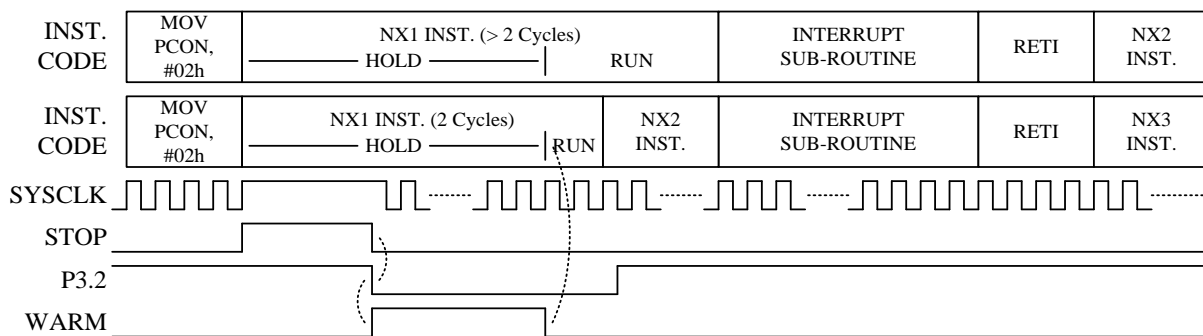 INST.
CODE
MOV
PCON,
#02h
NX1 INST. (> 2 Cycles)
HOLD
RUN
INTERRUPT
SUB-ROUTINE
RETI
NX2
INST.
INST.
CODE
MOV
PCON,
#02h
NX1 INST. (2 Cycles)
HOLD
RUN
NX2
INST.
INTERRUPT
SUB-ROUTINE
RETI
NX3
INST.
SYSCLK
STOP
P3.2
WARM